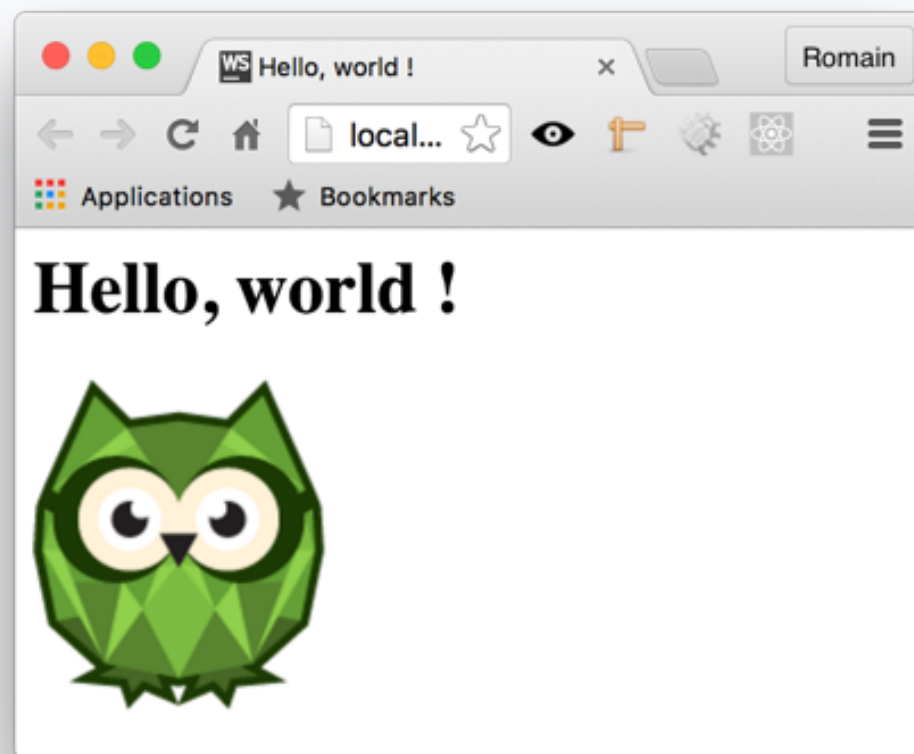 WS Hello, world ! Romain
local...
Applications Bookmarks
Hello, world !